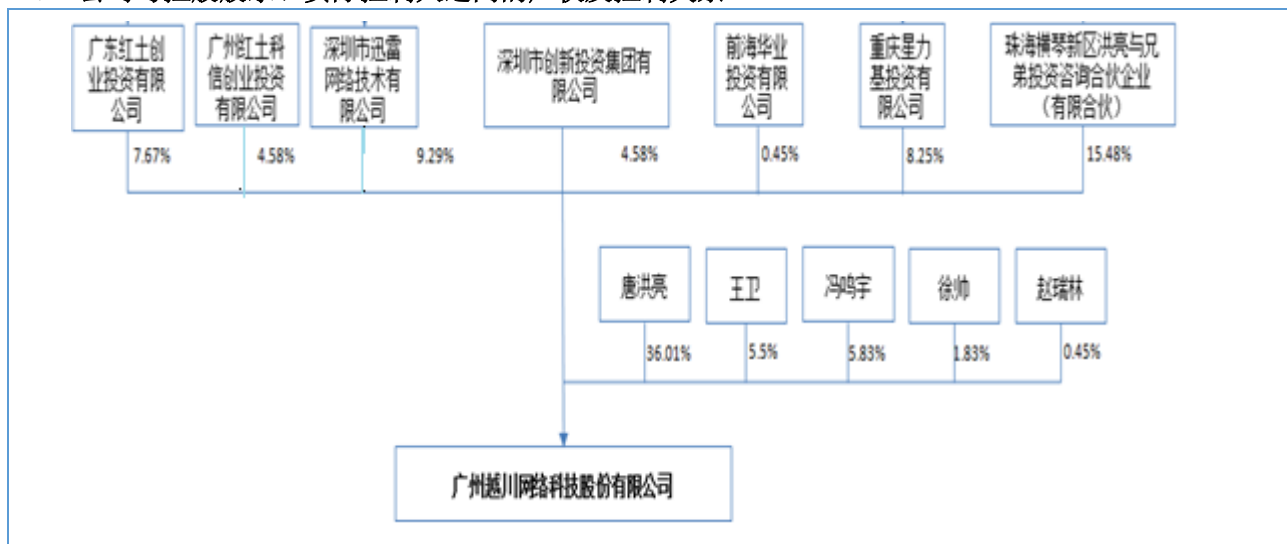 广东红土创
业投资有限
公司
广州红土科
信创业投资
有限公司
深圳市迅雷
网络技术有
限公司
深圳市创新投资集团有
限公司
前海华业
投资有限
公司
重庆星力
基投资有
限公司
珠海横琴新区洪亮与兄
弟投资咨询合伙企业
（有限合伙）
7.67%
4.58%
9.29%
4.58%
0.45%
8.25%
15.48%
唐洪亮
王卫
冯鸣宇
徐帅
赵瑞林
36.01%
5.5%
5.83%
1.83%
0.45%
广州越川网络科技股份有限公司